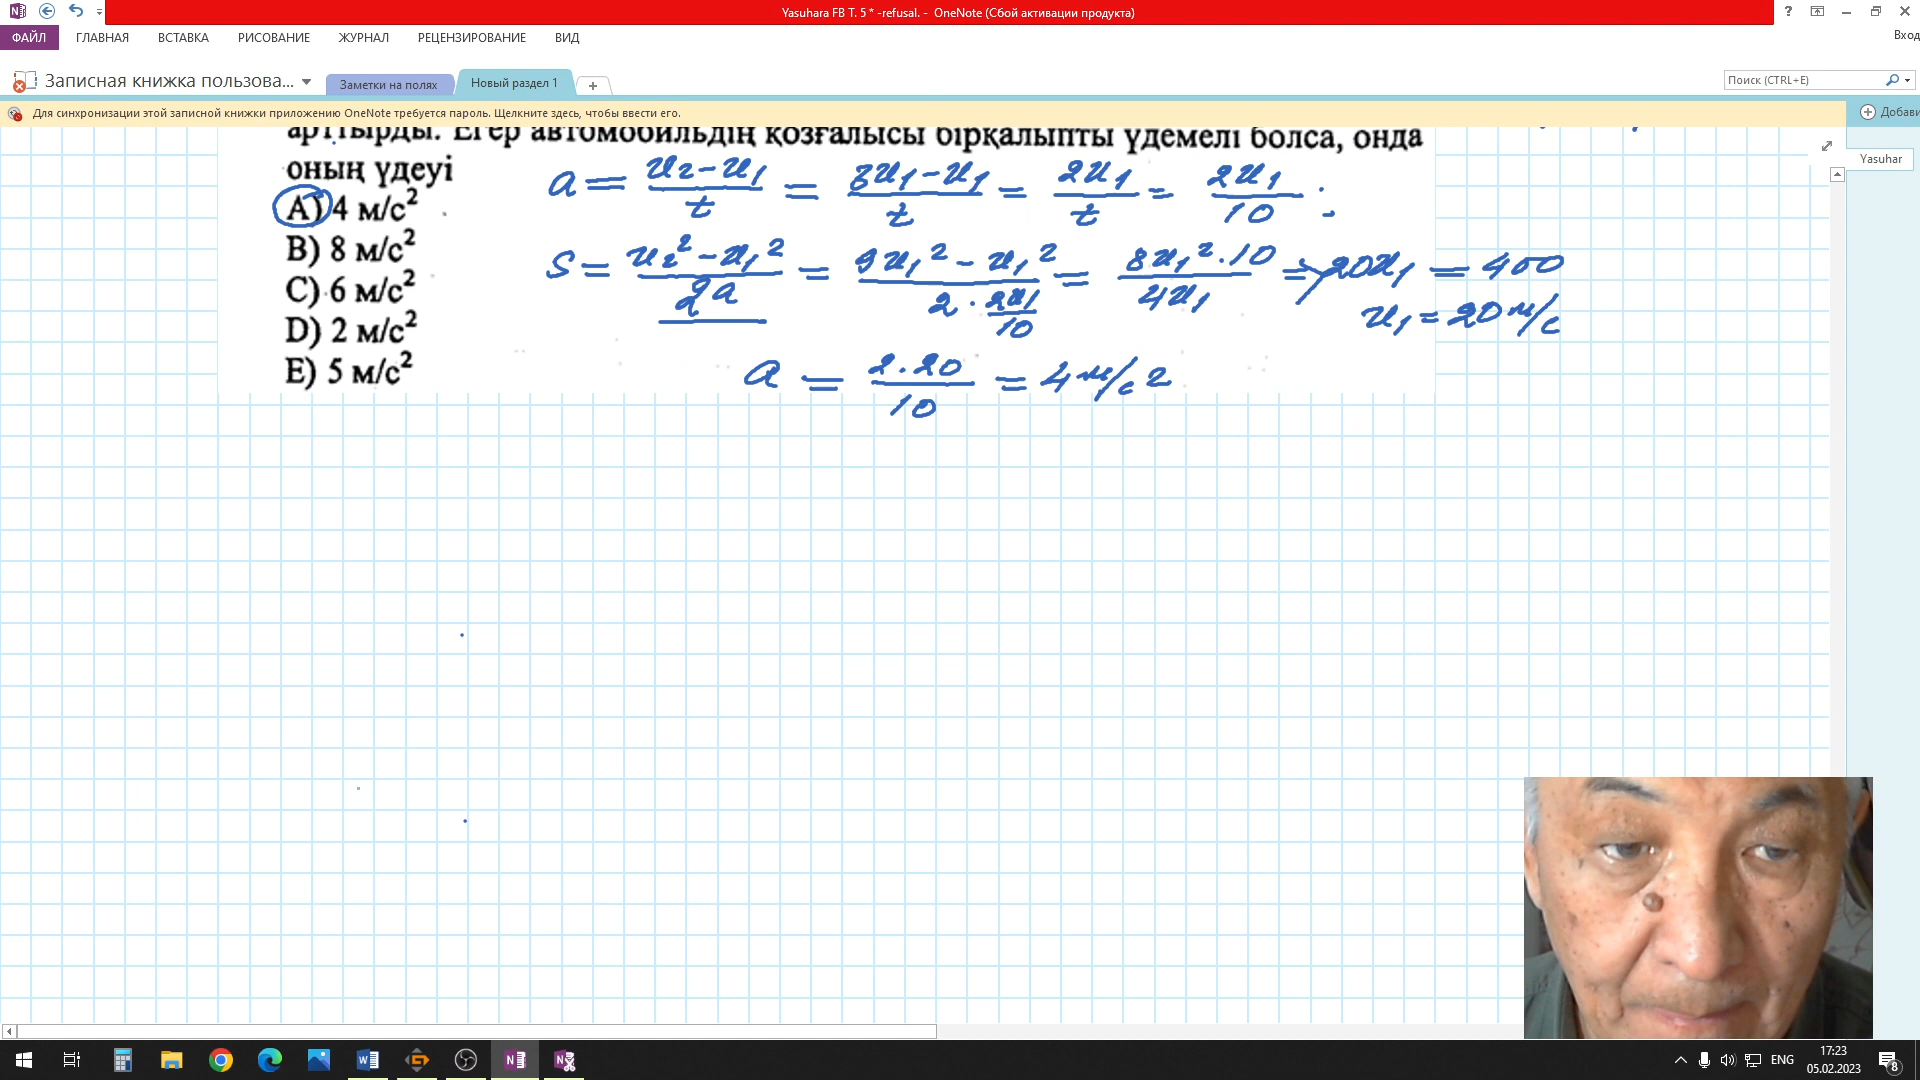 Yasuhara FB T. 5 * -refusal. - OneNote (Сбой активации продукта)
ФАЙЛ ГЛАВНАЯ ВСТАВКА РИСОВАНИЕ ЖУРНАЛ РЕЦЕНЗИРОВАНИЕ ВИД
Вход
Записная книжка пользова... Заметки на полях Новый раздел 1
Поиск (CTRL+E)
Для синхронизации этой записной книжки приложению OneNote требуется пароль. Щелкните здесь, чтобы ввести его.
Добави
Yasuhar
арттырды. Егер автомобильдің қозғалысы бірқалыпты үдемелі болса, онда
оның үдеуі
a = (υ₂ - υ₁)/t = (3υ₁ - υ₁)/t = 2υ₁/t = 2υ₁/10 ;
A) 4 м/с²
B) 8 м/с²
S = (υ₂² - υ₁²)/2a = (9υ₁² - υ₁²)/(2 · 2υ₁/10) = (8υ₁² · 10)/4υ₁ => 20υ₁ = 400
C) 6 м/с²
υ₁ = 20 м/с
D) 2 м/с²
E) 5 м/с²
a = (2 · 20)/10 = 4 м/с²
ENG
17:23
05.02.2023
8